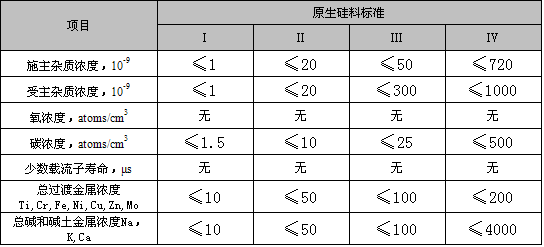 项目 原生硅料标准
I II III IV
施主杂质浓度，10-9 ≤1 ≤20 ≤50 ≤720
受主杂质浓度，10-9 ≤1 ≤20 ≤300 ≤1000
氧浓度，atoms/cm3 无 无 无 无
碳浓度，atoms/cm3 ≤1.5 ≤10 ≤25 ≤500
少数载流子寿命，μs 无 无 无 无
总过渡金属浓度
Ti,Cr,Fe,Ni,Cu,Zn,Mo ≤10 ≤50 ≤100 ≤200
总碱和碱土金属浓度Na,
K,Ca ≤10 ≤50 ≤100 ≤4000